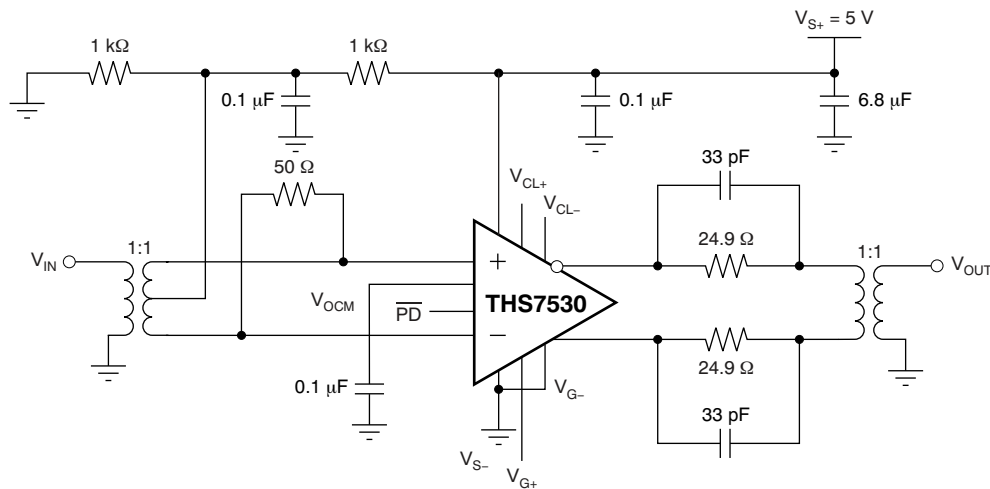 V_S+ = 5 V
1 kΩ
1 kΩ
0.1 μF
0.1 μF
6.8 μF
50 Ω
33 pF
V_CL+
V_CL−
24.9 Ω
1:1
1:1
V_IN
V_OUT
+
V_OCM
PD
THS7530
−
24.9 Ω
0.1 μF
V_G−
33 pF
V_S−
V_G+